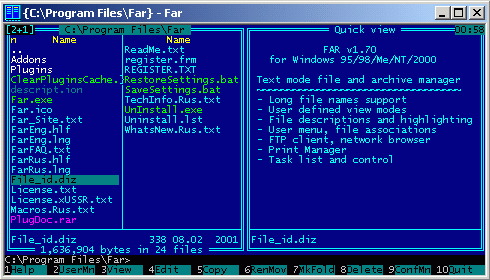 {C:\Program Files\Far} - Far
[2+1] C:\Program Files\Far
n Name Name
..
Addons
Plugins
ClearPluginsCache.
descript.ion
Far.exe
Far.ico
Far_Site.txt
FarEng.hlf
FarEng.lng
FarFAQ.txt
FarRus.hlf
FarRus.lng
File_id.diz
License.txt
License.xUSSR.txt
Macros.Rus.txt
PlugDoc.rar
ReadMe.txt
register.frm
REGISTER.TXT
RestoreSettings.bat
SaveSettings.bat
TechInfo.Rus.txt
UnInstall.exe
Uninstall.lst
WhatsNew.Rus.txt
File_id.diz 338 08.02 2001
1,636,904 bytes in 24 files
Quick view 00:58
FAR v1.70
for Windows 95/98/Me/NT/2000
Text mode file and archive manager
~~~~~~~~~~~~~~~~~~~~~~~~~~~~~~~~~~
- Long file names support
- User defined view modes
- File descriptions and highlighting
- User menu, file associations
- FTP client, network browser
- Print Manager
- Task list and control
File_id.diz
C:\Program Files\Far>
1Help 2UserMn 3View 4Edit 5Copy 6RenMov 7MkFold 8Delete 9ConfMn 10Quit